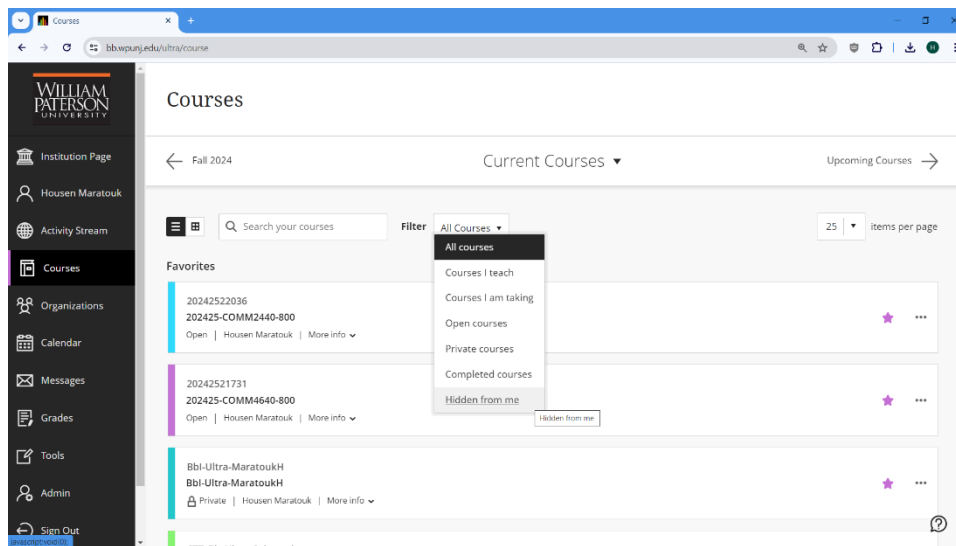 Courses
bb.wpunj.edu/ultra/course
H
WILLIAM
PATERSON
UNIVERSITY
Institution Page
Housen Maratouk
Activity Stream
Courses
Organizations
Calendar
Messages
Grades
Tools
Admin
Sign Out
javascript:void(0);
Courses
Fall 2024
Current Courses
Upcoming Courses
Search your courses
Filter
All Courses
25
items per page
All courses
Courses I teach
Courses I am taking
Open courses
Private courses
Completed courses
Hidden from me
Hidden from me
Favorites
20242522036
202425-COMM2440-800
Open | Housen Maratouk | More info
20242521731
202425-COMM4640-800
Open | Housen Maratouk | More info
Bbl-Ultra-MaratoukH
Bbl-Ultra-MaratoukH
Private | Housen Maratouk | More info